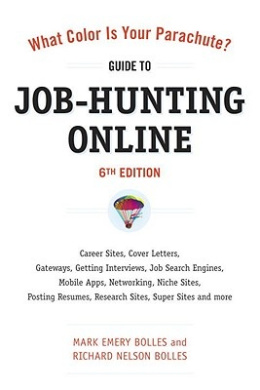 What Color Is Your Parachute?
GUIDE TO
JOB-HUNTING
ONLINE
6TH EDITION
Career Sites, Cover Letters,
Gateways, Getting Interviews, Job Search Engines,
Mobile Apps, Networking, Niche Sites,
Posting Resumes, Research Sites, Super Sites and more
MARK EMERY BOLLES and
RICHARD NELSON BOLLES